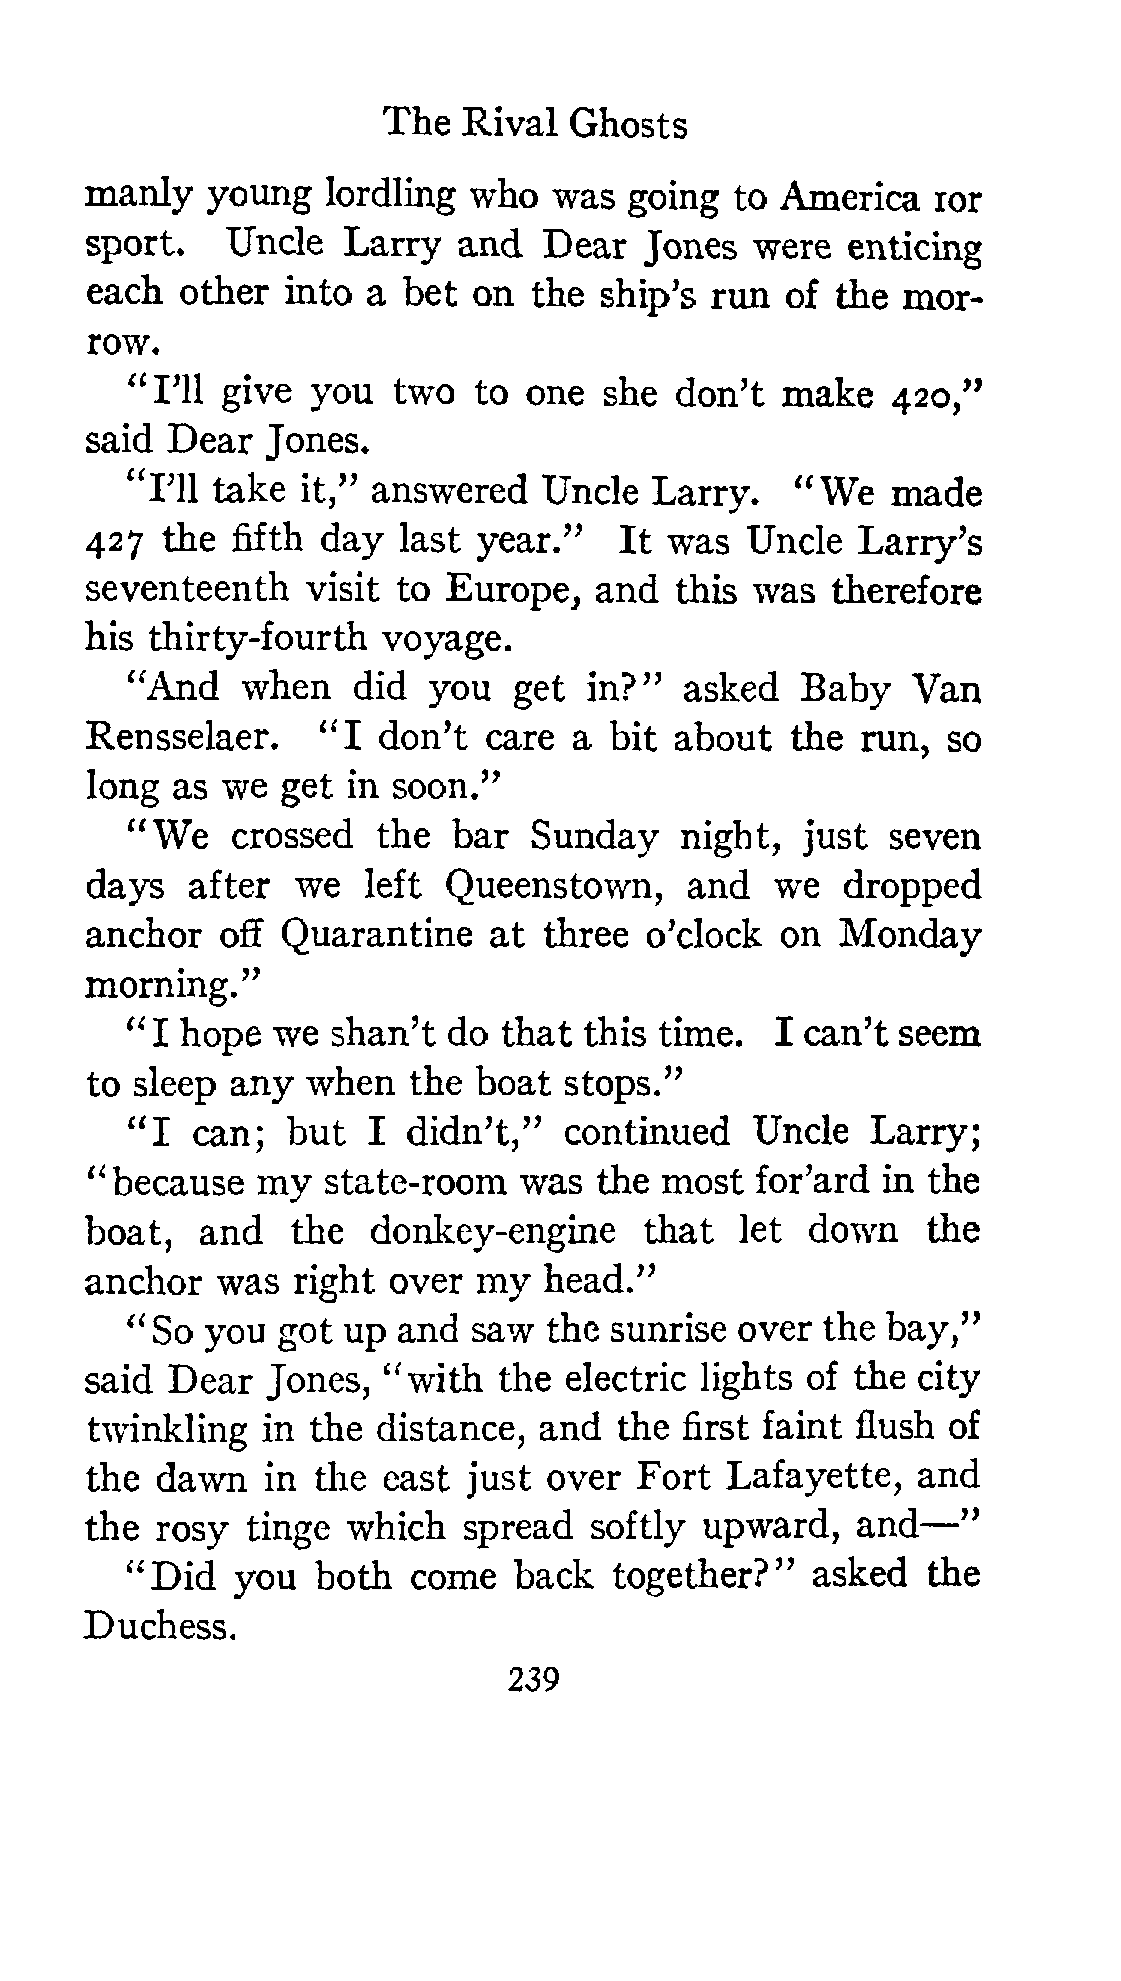 The Rival Ghosts
manly young lordling who was going to America ror
sport. Uncle Larry and Dear Jones were enticing
each other into a bet on the ship's run of the mor-
row.
"I'll give you two to one she don't make 420,"
said Dear Jones.
"I'll take it," answered Uncle Larry. "We made
427 the fifth day last year." It was Uncle Larry's
seventeenth visit to Europe, and this was therefore
his thirty-fourth voyage.
"And when did you get in?" asked Baby Van
Rensselaer. "I don't care a bit about the run, so
long as we get in soon."
"We crossed the bar Sunday night, just seven
days after we left Queenstown, and we dropped
anchor off Quarantine at three o'clock on Monday
morning."
"I hope we shan't do that this time. I can't seem
to sleep any when the boat stops."
"I can; but I didn't," continued Uncle Larry;
"because my state-room was the most for'ard in the
boat, and the donkey-engine that let down the
anchor was right over my head."
"So you got up and saw the sunrise over the bay,"
said Dear Jones, "with the electric lights of the city
twinkling in the distance, and the first faint flush of
the dawn in the east just over Fort Lafayette, and
the rosy tinge which spread softly upward, and—"
"Did you both come back together?" asked the
Duchess.
239